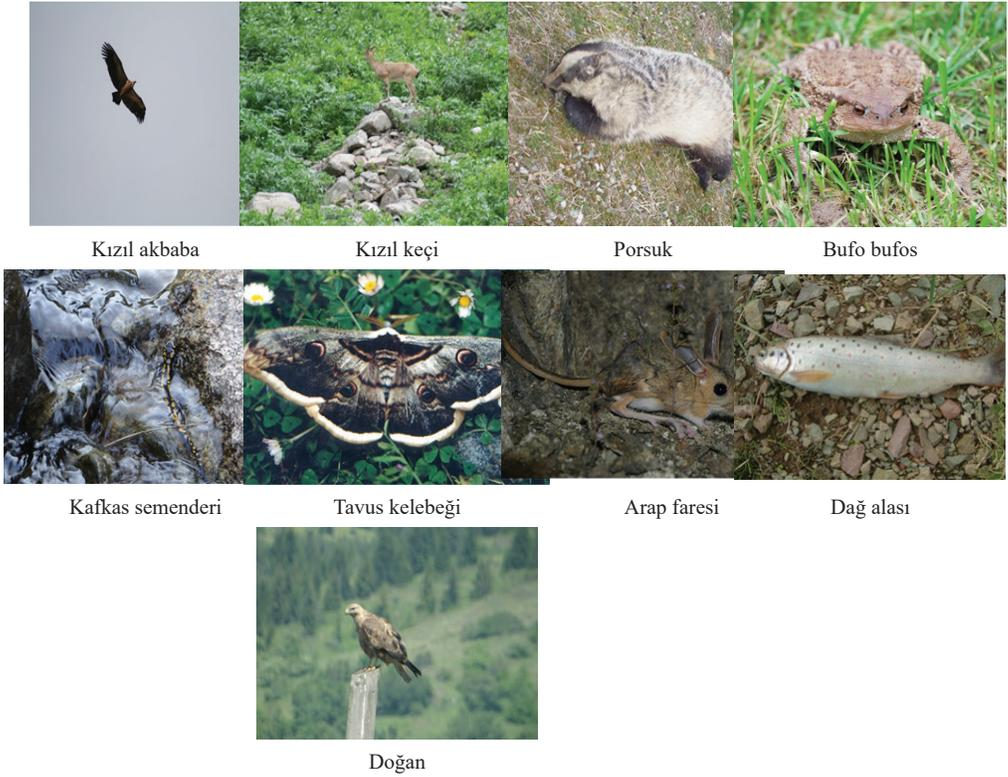 Kızıl akbaba
Kızıl keçi
Porsuk
Bufo bufos
Kafkas semenderi
Tavus kelebeği
Arap faresi
Dağ alası
Doğan